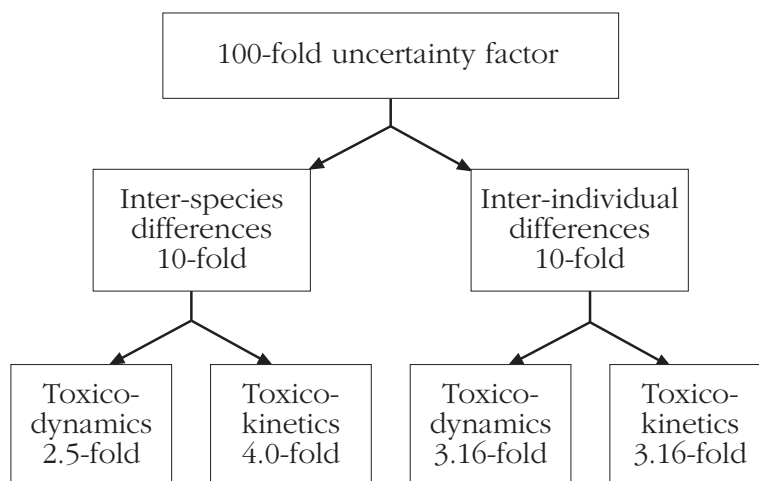 100-fold uncertainty factor
Inter-species
differences
10-fold
Inter-individual
differences
10-fold
Toxico-
dynamics
2.5-fold
Toxico-
kinetics
4.0-fold
Toxico-
dynamics
3.16-fold
Toxico-
kinetics
3.16-fold